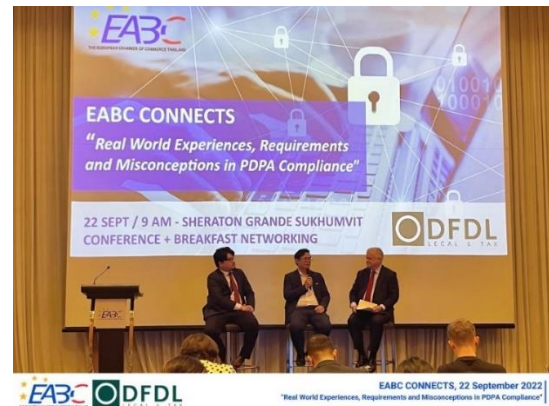 EABC
THE EUROPEAN CHAMBER OF COMMERCE THAILAND
EABC CONNECTS
"Real World Experiences, Requirements
and Misconceptions in PDPA Compliance"
22 SEPT / 9 AM - SHERATON GRANDE SUKHUMVIT
CONFERENCE + BREAKFAST NETWORKING
DFDL
LEGAL & TAX
EABC
EABC DFDL
EABC CONNECTS, 22 September 2022
"Real World Experiences, Requirements and Misconceptions in PDPA Compliance"